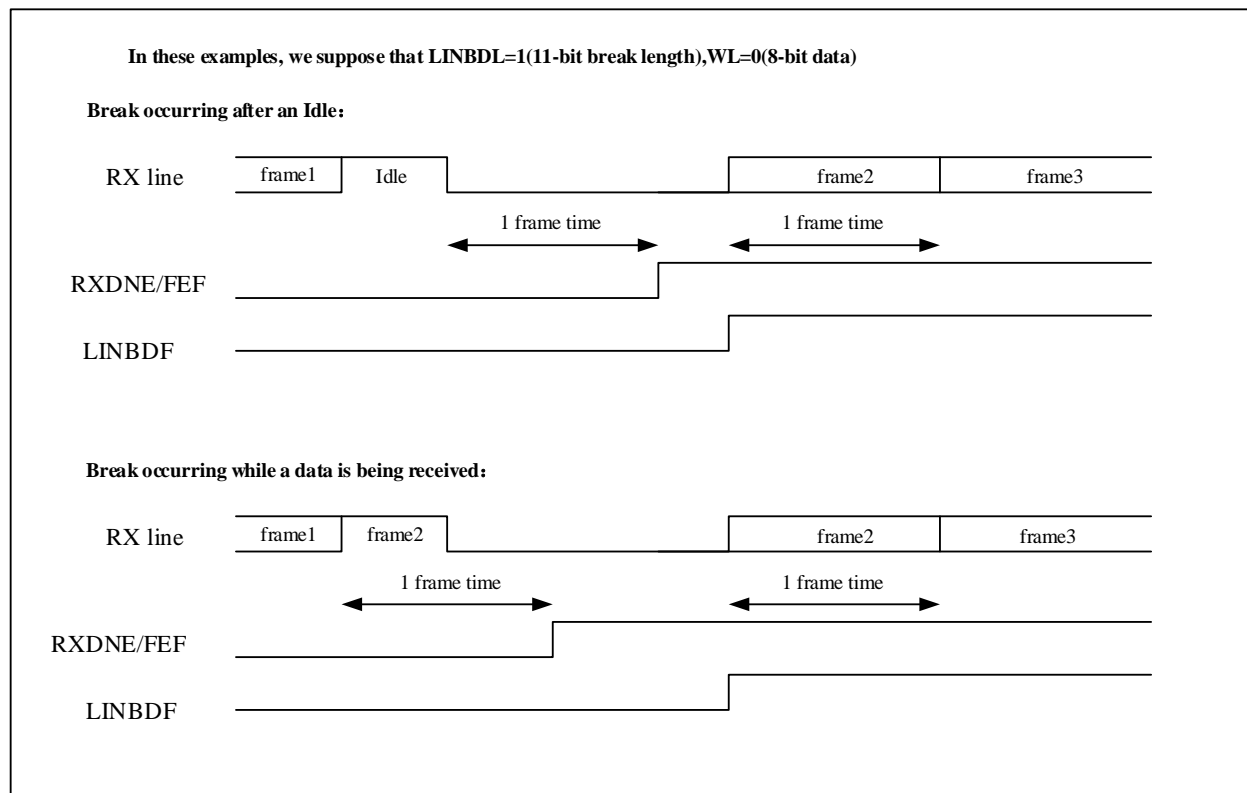 In these examples, we suppose that LINBDL=1(11-bit break length),WL=0(8-bit data)
Break occurring after an Idle：
RX line
frame1
Idle
frame2
frame3
1 frame time
1 frame time
RXDNE/FEF
LINBDF
Break occurring while a data is being received：
RX line
frame1
frame2
frame2
frame3
1 frame time
1 frame time
RXDNE/FEF
LINBDF